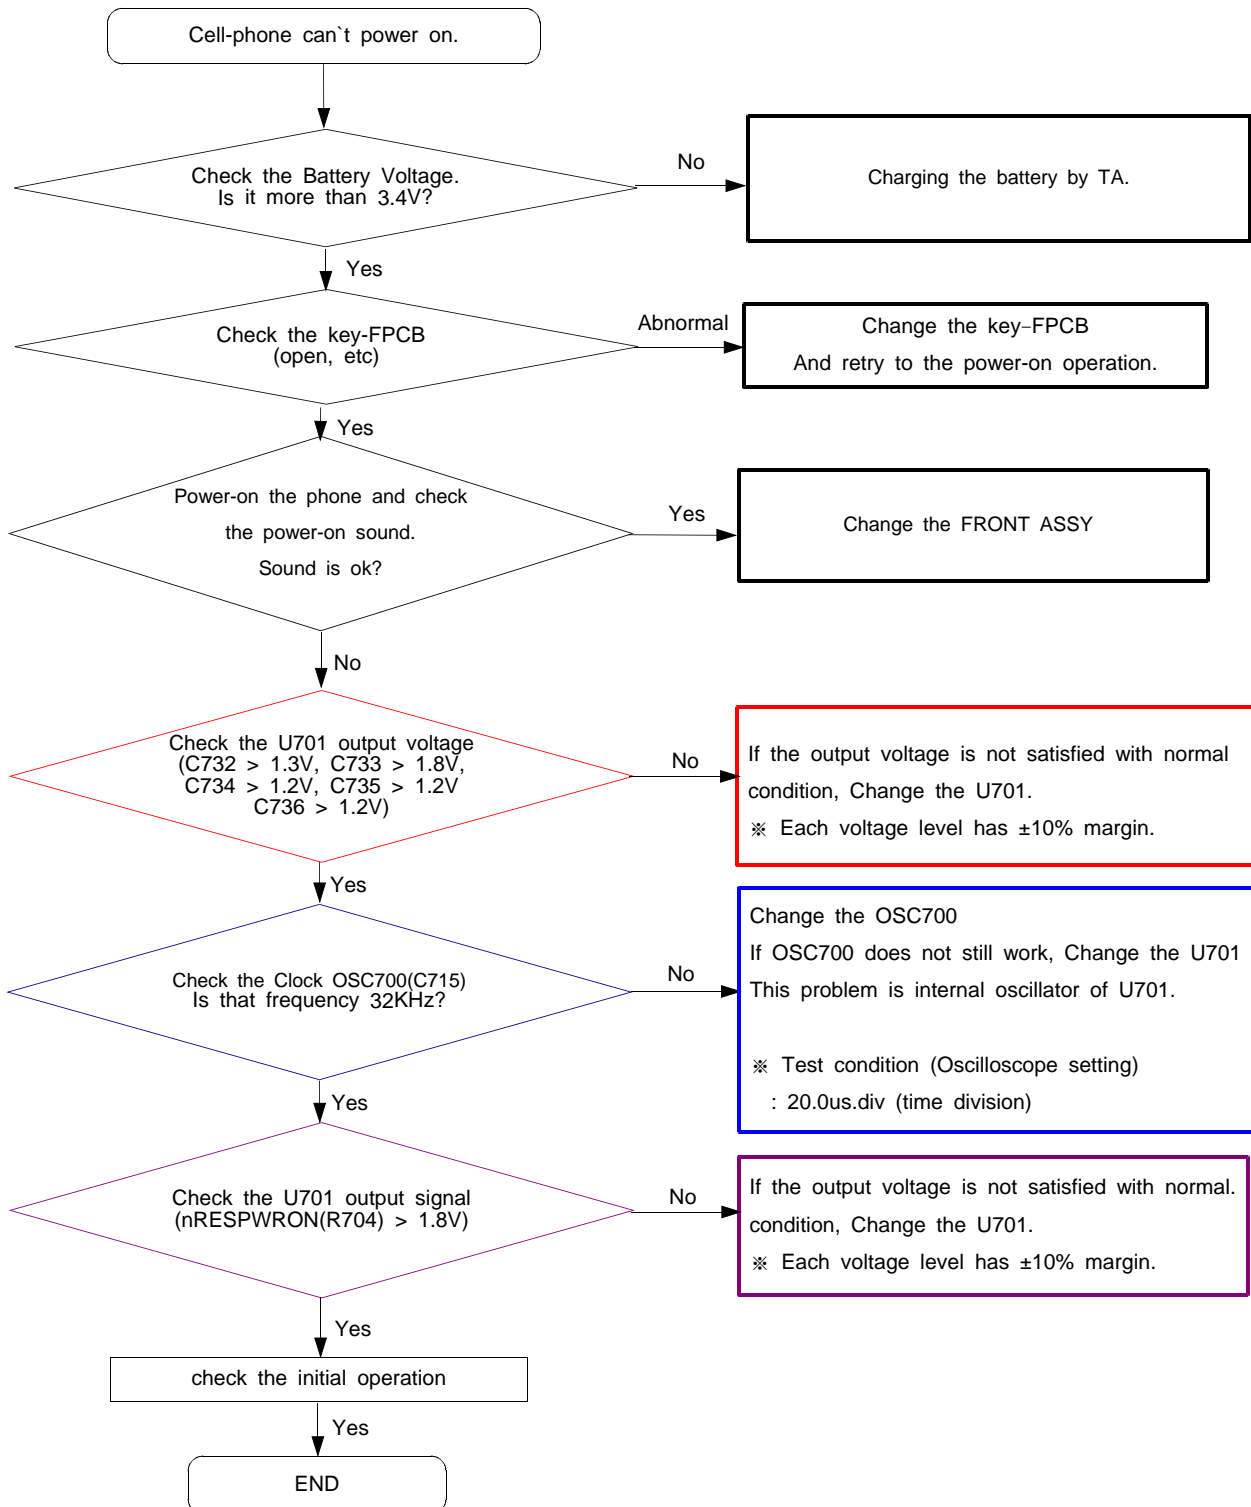 Cell-phone can`t power on.
Check the Battery Voltage.
Is it more than 3.4V?
No
Charging the battery by TA.
Yes
Check the key-FPCB
(open, etc)
Abnormal
Change the key-FPCB
And retry to the power-on operation.
Yes
Power-on the phone and check
the power-on sound.
Sound is ok?
Yes
Change the FRONT ASSY
No
Check the U701 output voltage
(C732 > 1.3V, C733 > 1.8V,
C734 > 1.2V, C735 > 1.2V
C736 > 1.2V)
No
If the output voltage is not satisfied with normal
condition, Change the U701.
※ Each voltage level has ±10% margin.
Yes
Check the Clock OSC700(C715)
Is that frequency 32KHz?
No
Change the OSC700
If OSC700 does not still work, Change the U701
This problem is internal oscillator of U701.
※ Test condition (Oscilloscope setting)
: 20.0us.div (time division)
Yes
Check the U701 output signal
(nRESPWRON(R704) > 1.8V)
No
If the output voltage is not satisfied with normal.
condition, Change the U701.
※ Each voltage level has ±10% margin.
Yes
check the initial operation
Yes
END